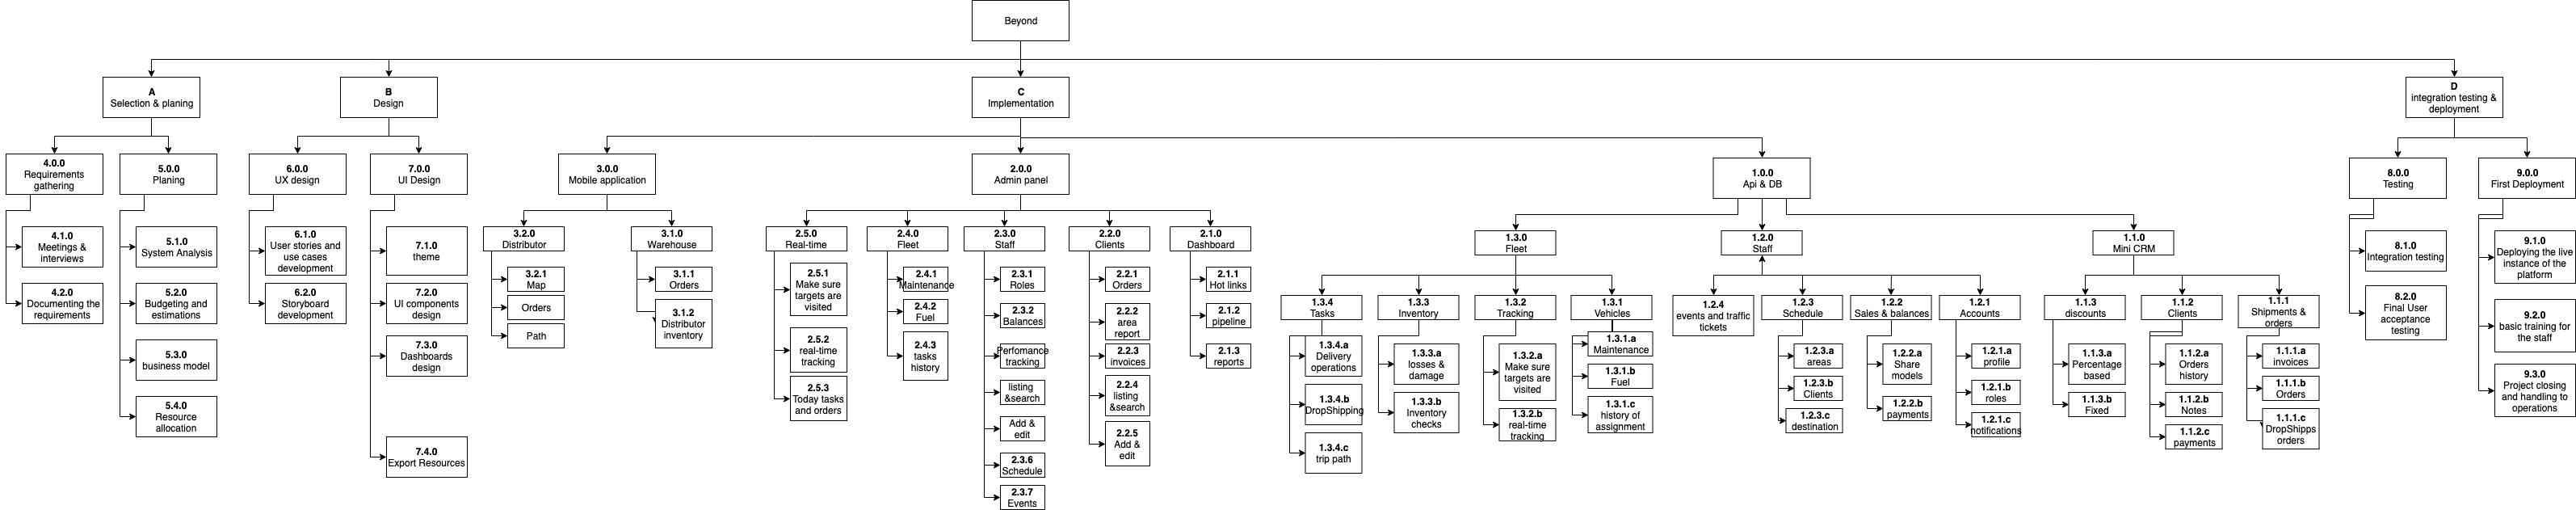 Beyond
A
Selection & planing
B
Design
C
Implementation
D
integration testing &
deployment
4.0.0
Requirements
gathering
5.0.0
Planing
6.0.0
UX design
7.0.0
UI Design
3.0.0
Mobile application
2.0.0
Admin panel
1.0.0
Api & DB
8.0.0
Testing
9.0.0
First Deployment
4.1.0
Meetings &
interviews
4.2.0
Documenting the
requirements
5.1.0
System Analysis
5.2.0
Budgeting and
estimations
5.3.0
business model
5.4.0
Resource
allocation
6.1.0
User stories and
use cases
development
6.2.0
Storyboard
development
7.1.0
theme
7.2.0
UI components
design
7.3.0
Dashboards
design
7.4.0
Export Resources
3.2.0
Distributor
3.2.1
Map
Orders
Path
3.1.0
Warehouse
3.1.1
Orders
3.1.2
Distributor
inventory
2.5.0
Real-time
2.5.1
Make sure
targets are
visited
2.5.2
real-time
tracking
2.5.3
Today tasks
and orders
2.4.0
Fleet
2.4.1
Maintenance
2.4.2
Fuel
2.4.3
tasks
history
2.3.0
Staff
2.3.1
Roles
2.3.2
Balances
Perfomance
tracking
listing
&search
Add &
edit
2.3.6
Schedule
2.3.7
Events
2.2.0
Clients
2.2.1
Orders
2.2.2
area
report
2.2.3
invoices
2.2.4
listing
&search
2.2.5
Add &
edit
2.1.0
Dashboard
2.1.1
Hot links
2.1.2
pipeline
2.1.3
reports
1.3.0
Fleet
1.3.4
Tasks
1.3.4.a
Delivery
operations
1.3.4.b
DropShipping
1.3.4.c
trip path
1.3.3
Inventory
1.3.3.a
losses &
damage
1.3.3.b
Inventory
checks
1.3.2
Tracking
1.3.2.a
Make sure
targets are
visited
1.3.2.b
real-time
tracking
1.3.1
Vehicles
1.3.1.a
Maintenance
1.3.1.b
Fuel
1.3.1.c
history of
assignment
1.2.0
Staff
1.2.4
events and traffic
tickets
1.2.3
Schedule
1.2.3.a
areas
1.2.3.b
Clients
1.2.3.c
destination
1.2.2
Sales & balances
1.2.2.a
Share
models
1.2.2.b
payments
1.2.1
Accounts
1.2.1.a
profile
1.2.1.b
roles
1.2.1.c
notifications
1.1.0
Mini CRM
1.1.3
discounts
1.1.3.a
Percentage
based
1.1.3.b
Fixed
1.1.2
Clients
1.1.2.a
Orders
history
1.1.2.b
Notes
1.1.2.c
payments
1.1.1
Shipments &
orders
1.1.1.a
invoices
1.1.1.b
Orders
1.1.1.c
DropShipps
orders
8.1.0
Integration testing
8.2.0
Final User
acceptance
testing
9.1.0
Deploying the live
instance of the
platform
9.2.0
basic training for
the staff
9.3.0
Project closing
and handling to
operations